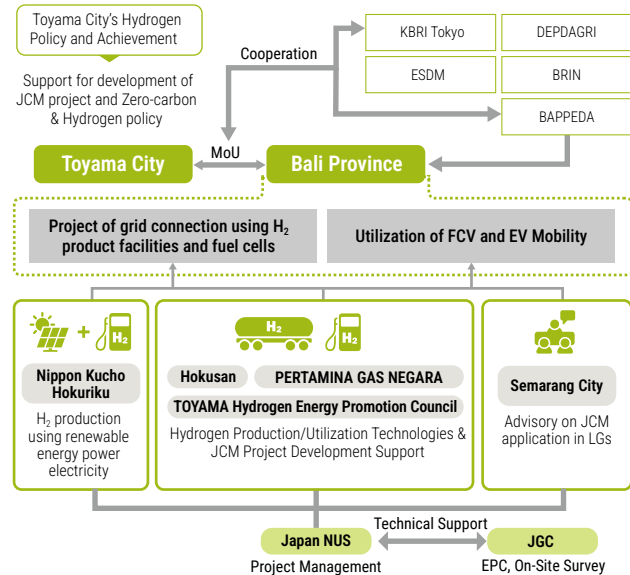 Toyama City's Hydrogen
Policy and Achievement
Support for development of
JCM project and Zero-carbon
& Hydrogen policy
Cooperation
KBRI Tokyo
DEPDAGRI
ESDM
BRIN
BAPPEDA
Toyama City
MoU
Bali Province
Project of grid connection using H₂
product facilities and fuel cells
Utilization of FCV and EV Mobility
H₂
Nippon Kucho
Hokuriku
H₂ production
using renewable
energy power
electricity
H₂
H₂
Hokusan
PERTAMINA GAS NEGARA
TOYAMA Hydrogen Energy Promotion Council
Hydrogen Production/Utilization Technologies &
JCM Project Development Support
Semarang City
Advisory on JCM
application in LGs
Japan NUS
Project Management
Technical Support
JGC
EPC, On-Site Survey